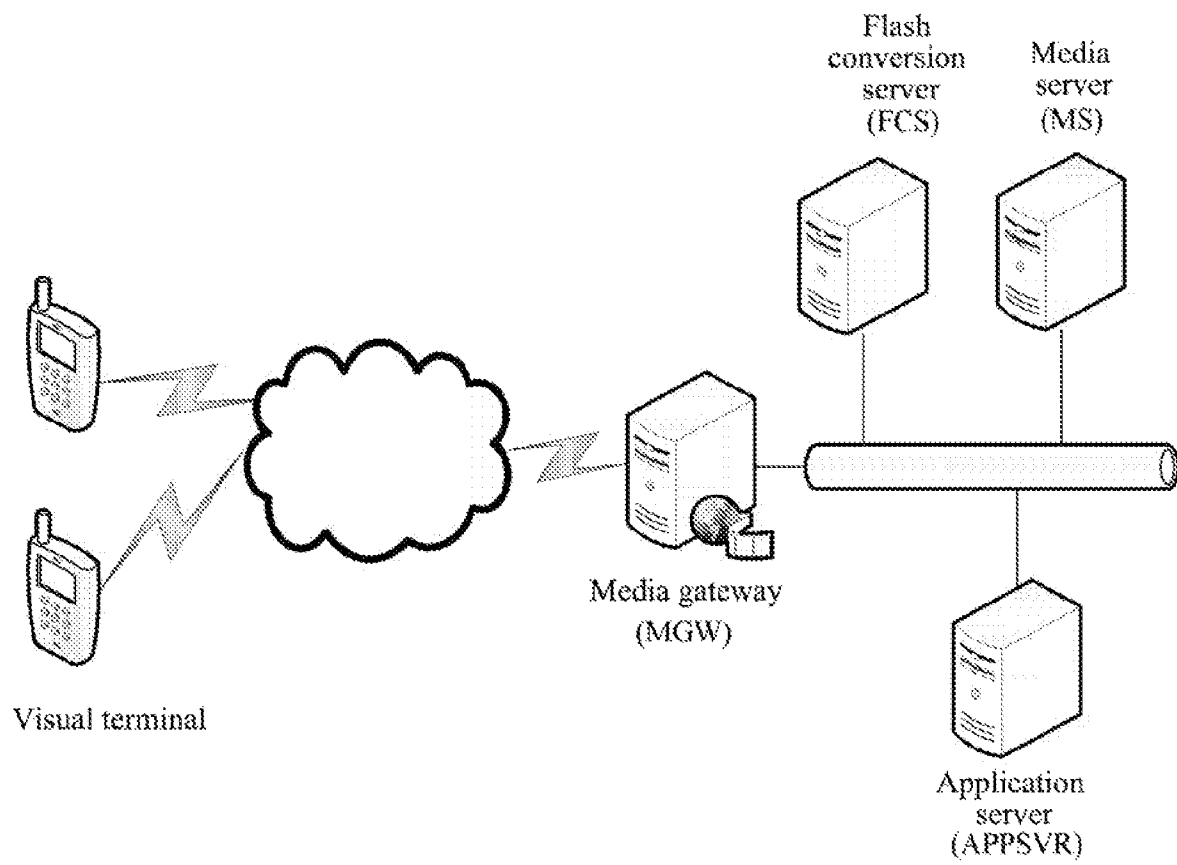 Flash
conversion
server
(FCS)
Media
server
(MS)
Media gateway
(MGW)
Visual terminal
Application
server
(APPSVR)